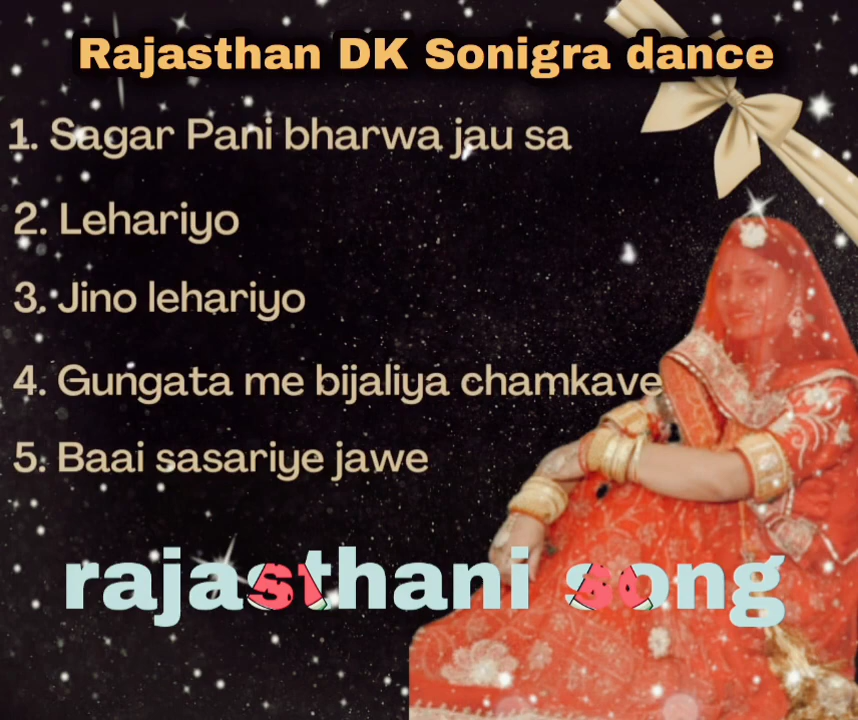 Rajasthan DK Sonigra dance
1. Sagar Pani bharwa jau sa
2. Lehariyo
3. Jino lehariyo
4. Gungata me bijaliya chamkave
5. Baai sasariye jawe
rajasthani song